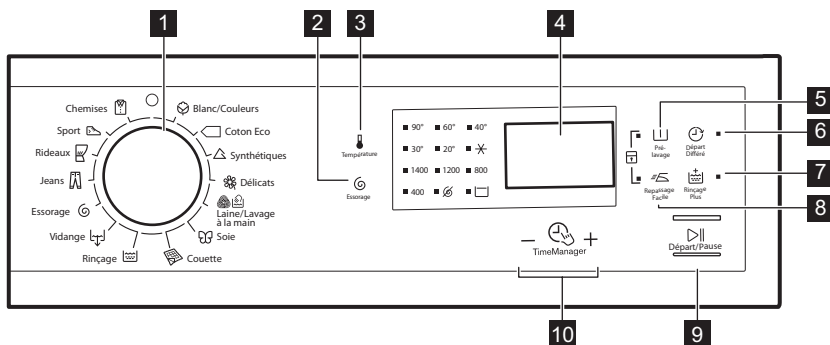 1
2
3
4
5
6
7
8
9
10
Chemises
Sport
Rideaux
Jeans
Essorage
Vidange
Rinçage
Blanc/Couleurs
Coton Eco
Synthétiques
Délicats
Laine/Lavage
à la main
Soie
Couette
Température
Essorage
90° 60° 40°
30° 20°
1400 1200 800
400
TimeManager
Pré-
lavage
Départ
Différé
Repassage
Facile
Rinçage
Plus
Départ/Pause